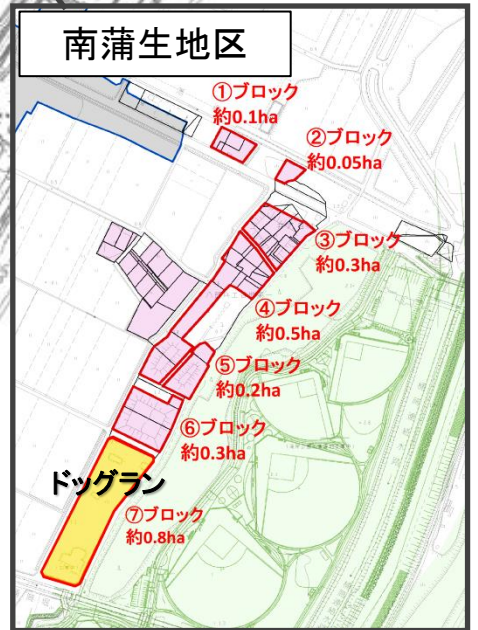 南蒲生地区
①ブロック
約0.1ha
②ブロック
約0.05ha
③ブロック
約0.3ha
④ブロック
約0.5ha
⑤ブロック
約0.2ha
⑥ブロック
約0.3ha
ドッグラン
⑦ブロック
約0.8ha